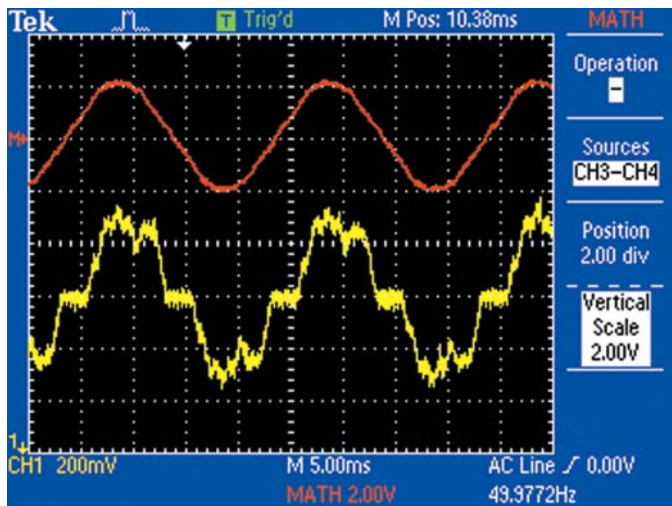 Tek T Trig'd M Pos: 10.38ms MATH
Operation
−
Sources
CH3−CH4
Position
2.00 div
Vertical
Scale
2.00V
M
1
CH1 200mV M 5.00ms AC Line 0.00V
MATH 2.00V 49.9772Hz